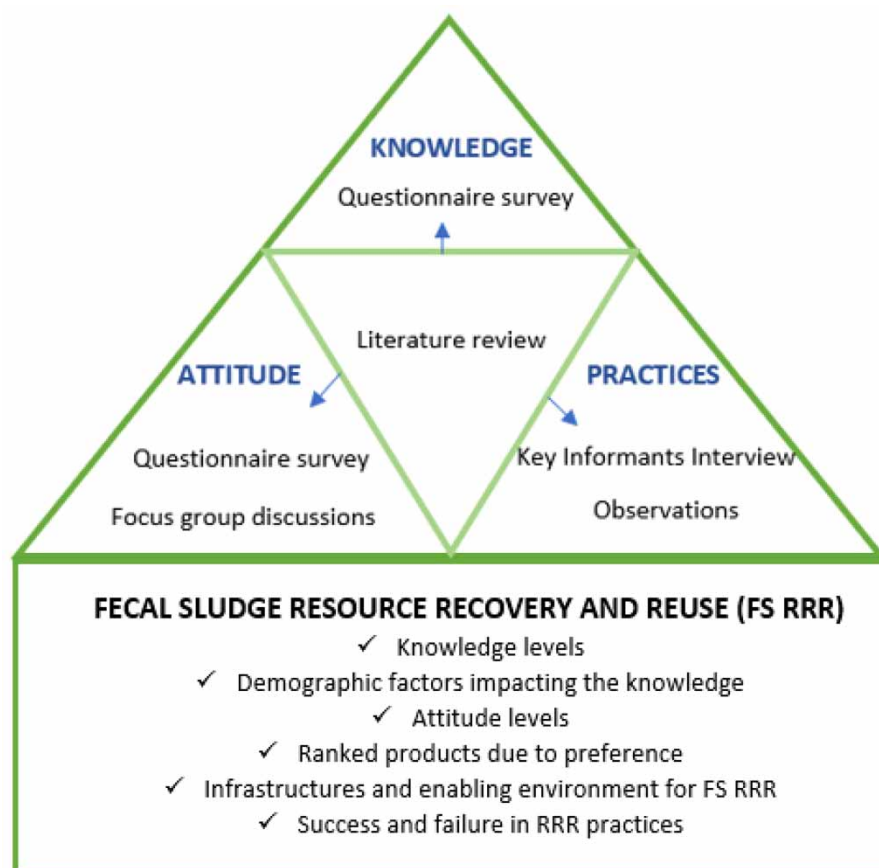 KNOWLEDGE
Questionnaire survey
Literature review
ATTITUDE
Questionnaire survey
Focus group discussions
PRACTICES
Key Informants Interview
Observations
FECAL SLUDGE RESOURCE RECOVERY AND REUSE (FS RRR)
✓ Knowledge levels
✓ Demographic factors impacting the knowledge
✓ Attitude levels
✓ Ranked products due to preference
✓ Infrastructures and enabling environment for FS RRR
✓ Success and failure in RRR practices